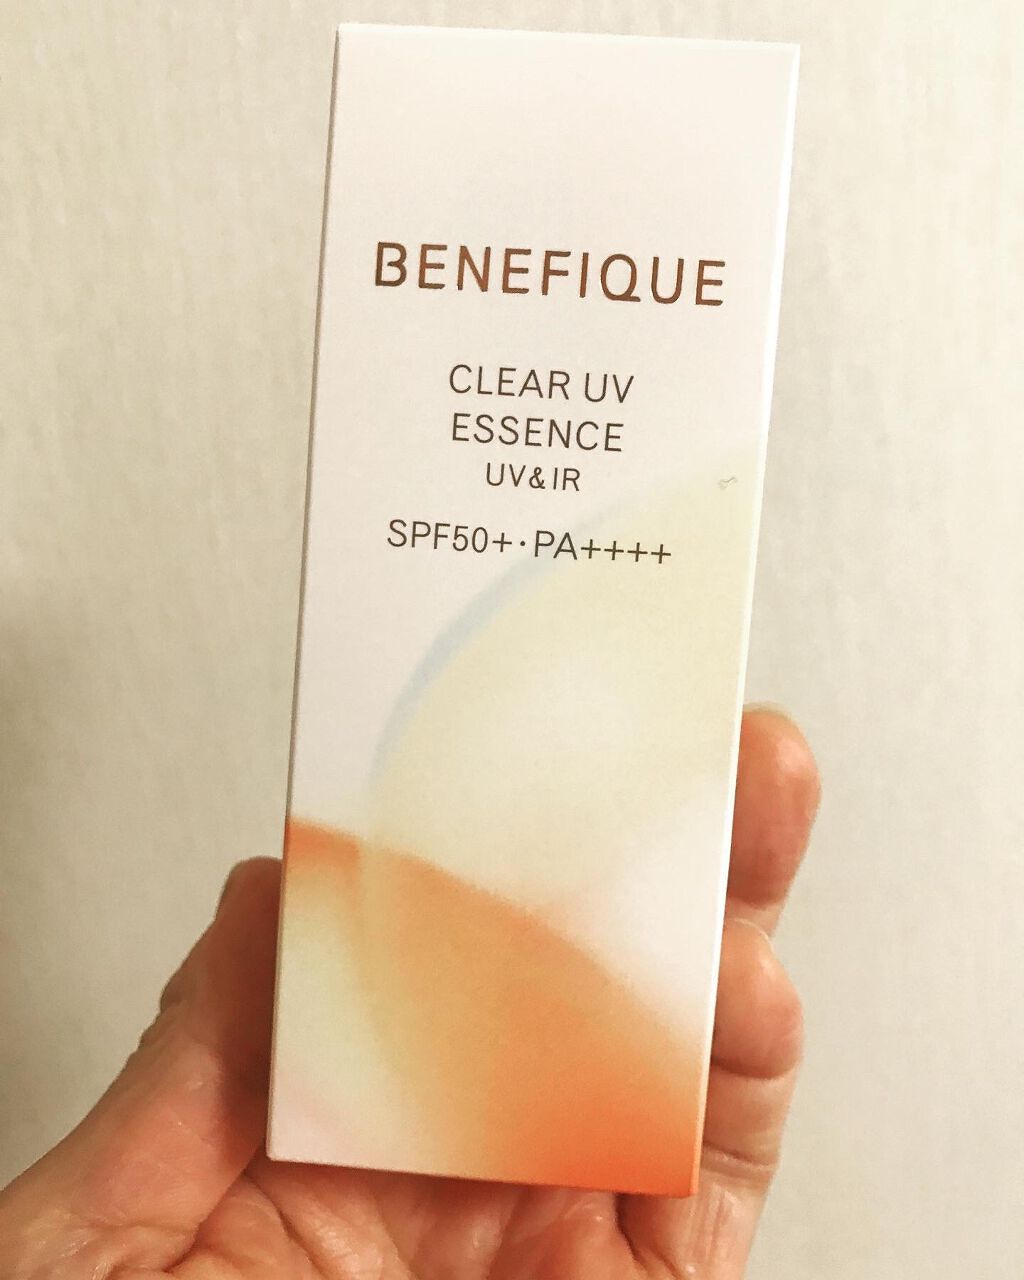 BENEFIQUE
CLEAR UV
ESSENCE
UV&IR
SPF50+·PA++++